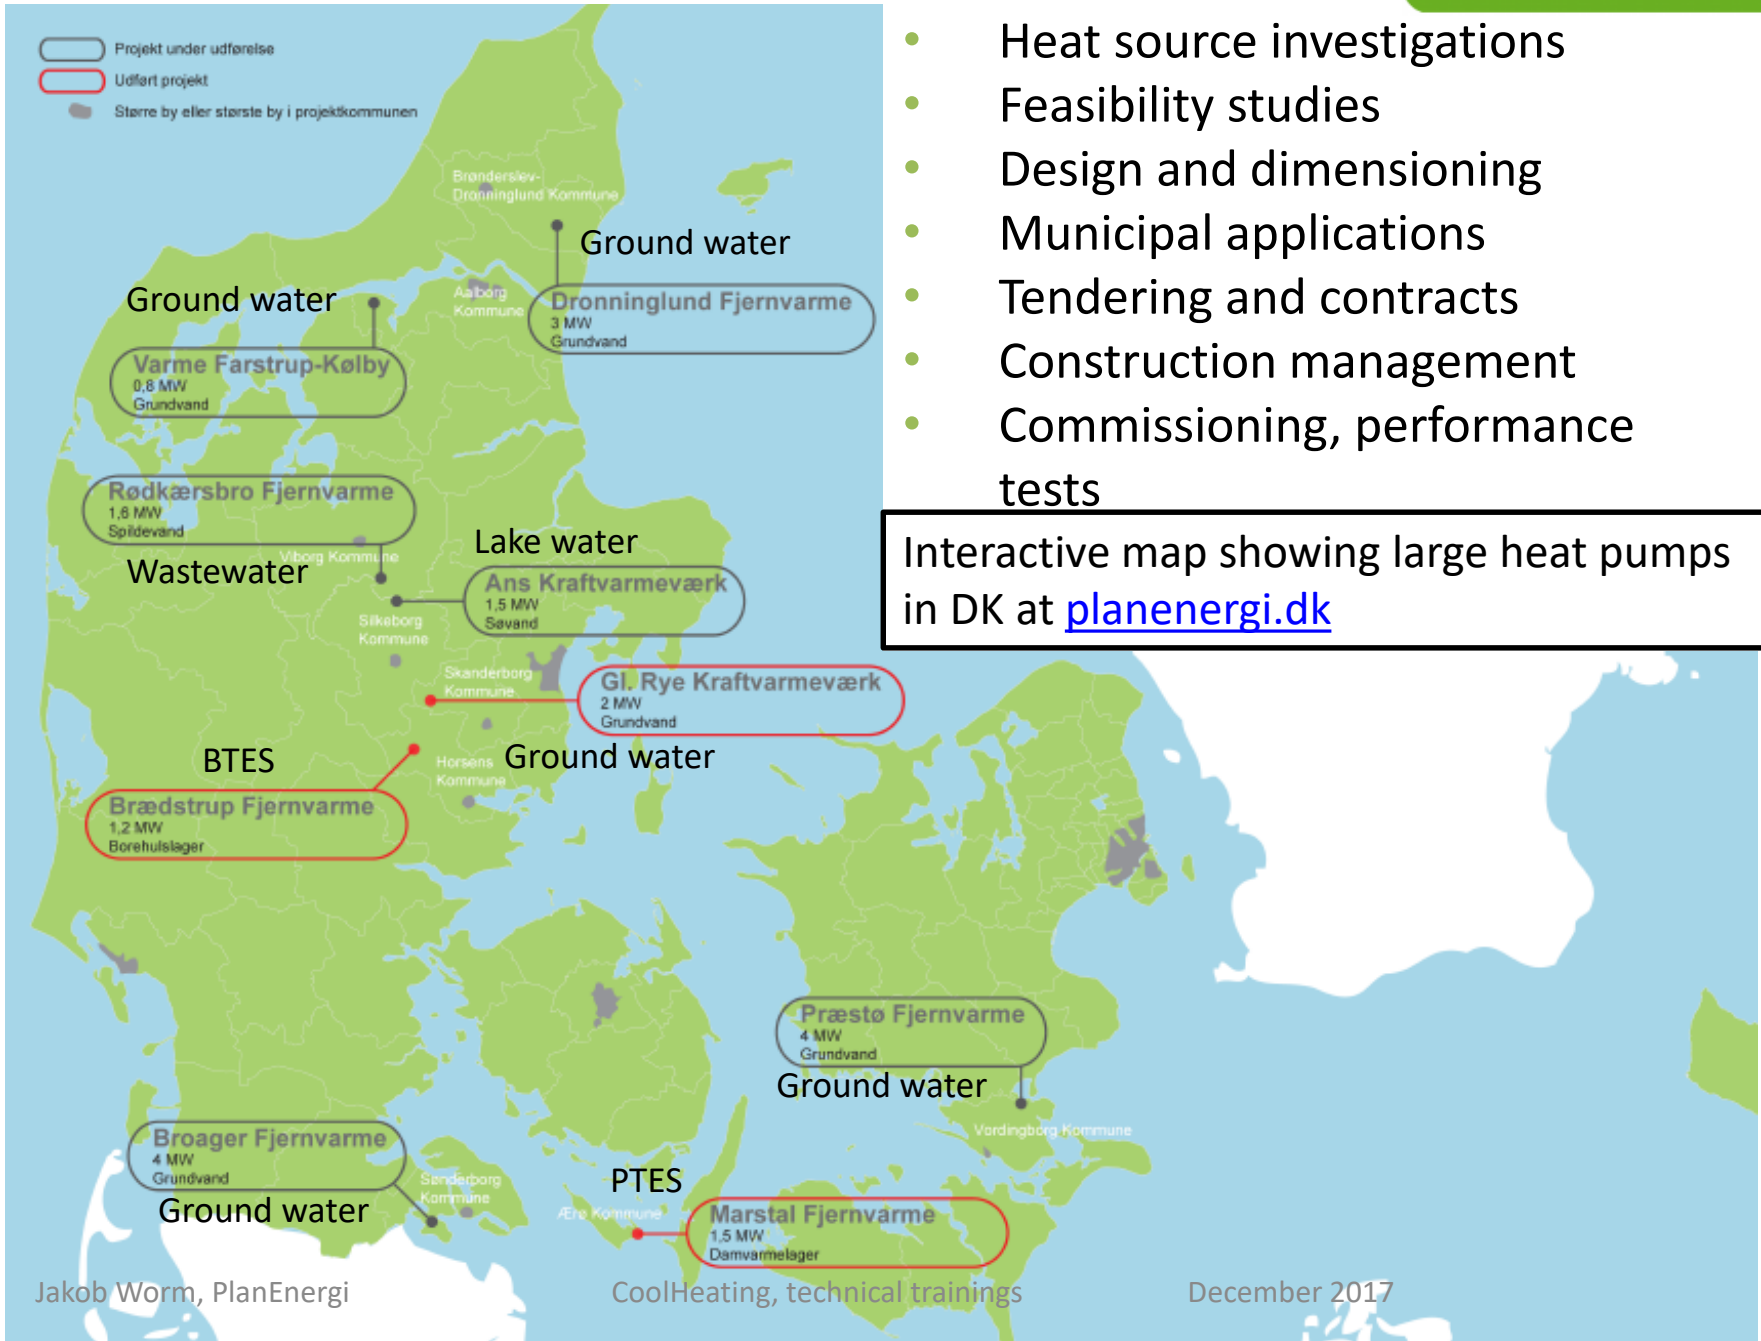 Projekt under udførelse
Udført projekt
Større by eller største by i projektkommunen
Brønderslev-
Dronninglund Kommune
Ground water
Ground water
Aalborg
Kommune
Dronninglund Fjernvarme
3 MW
Grundvand
Varme Farstrup-Kølby
0,8 MW
Grundvand
Rødkærsbro Fjernvarme
1,6 MW
Spildevand
Viborg Kommune
Wastewater
Lake water
Ans Kraftvarmeværk
1,5 MW
Søvand
Silkeborg
Kommune
Skanderborg
Kommune
Gl. Rye Kraftvarmeværk
2 MW
Grundvand
Ground water
BTES
Horsens
Kommune
Brædstrup Fjernvarme
1,2 MW
Borehulslager
Præstø Fjernvarme
4 MW
Grundvand
Ground water
Vordingborg Kommune
Broager Fjernvarme
4 MW
Grundvand
Ground water
Sønderborg
Kommune
PTES
Ærø Kommune
Marstal Fjernvarme
1,5 MW
Damvarmelager
• Heat source investigations
• Feasibility studies
• Design and dimensioning
• Municipal applications
• Tendering and contracts
• Construction management
• Commissioning, performance
tests
Interactive map showing large heat pumps
in DK at planenergi.dk
Jakob Worm, PlanEnergi
CoolHeating, technical trainings
December 2017